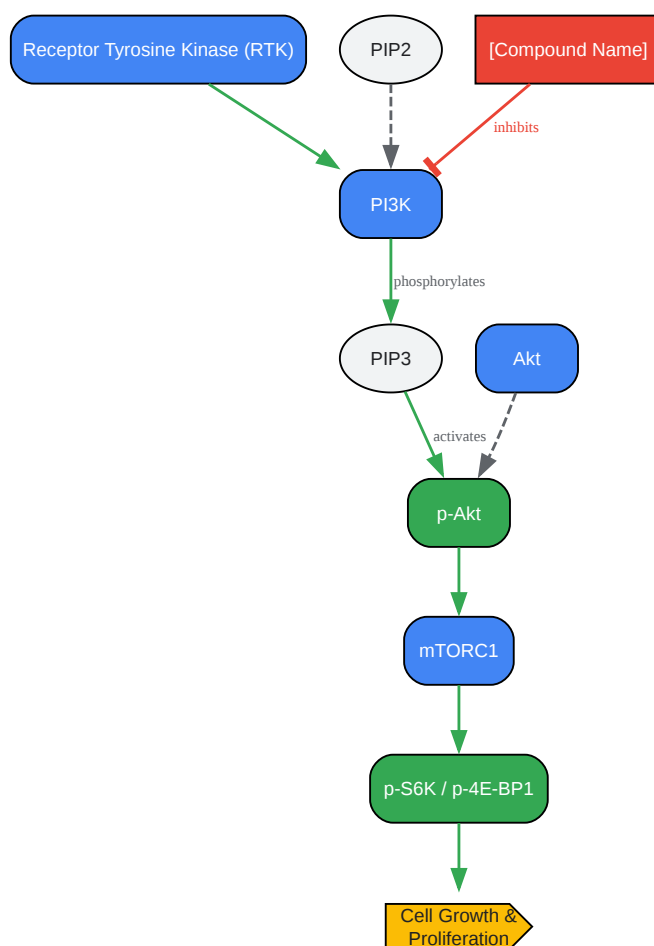 Receptor Tyrosine Kinase (RTK)
PIP2
[Compound Name]
inhibits
PI3K
phosphorylates
PIP3
Akt
activates
p-Akt
mTORC1
p-S6K / p-4E-BP1
Cell Growth &
Proliferation